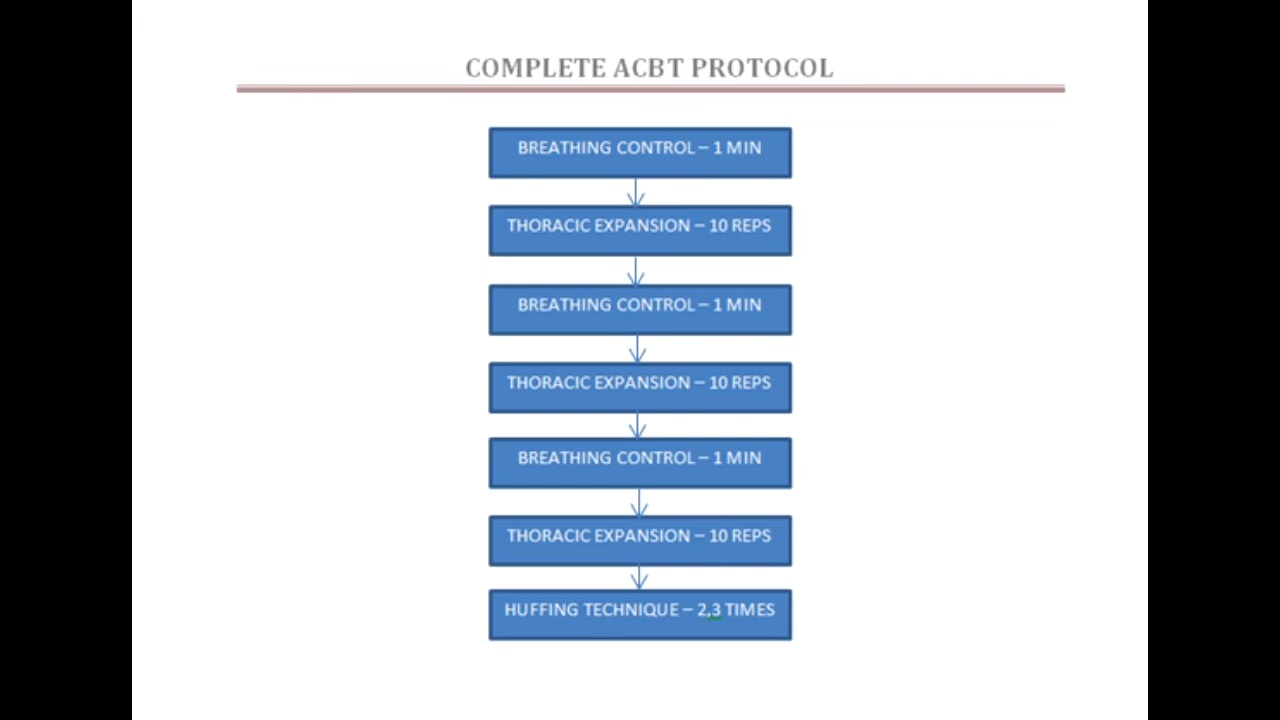 COMPLETE ACBT PROTOCOL
BREATHING CONTROL – 1 MIN
THORACIC EXPANSION – 10 REPS
BREATHING CONTROL – 1 MIN
THORACIC EXPANSION – 10 REPS
BREATHING CONTROL – 1 MIN
THORACIC EXPANSION – 10 REPS
HUFFING TECHNIQUE – 2,3 TIMES